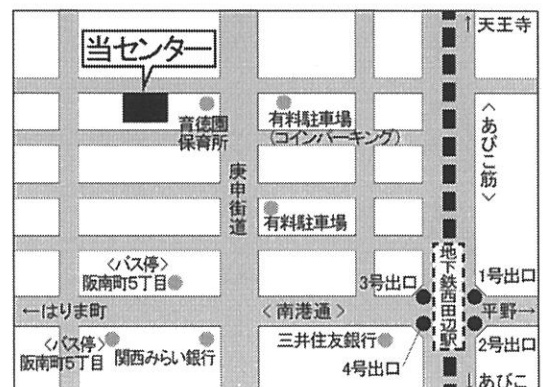 ↑天王寺
当センター
育徳園
保育所
有料駐車場
(コインパーキング)
〈あびこ筋〉
庚申街道
有料駐車場
〈バス停〉
阪南町5丁目
3号出口
地下鉄西田辺駅
1号出口
←はりま町
〈南港通〉
平野→
〈バス停〉
阪南町5丁目
関西みらい銀行
三井住友銀行
4号出口
2号出口
↓あびこ